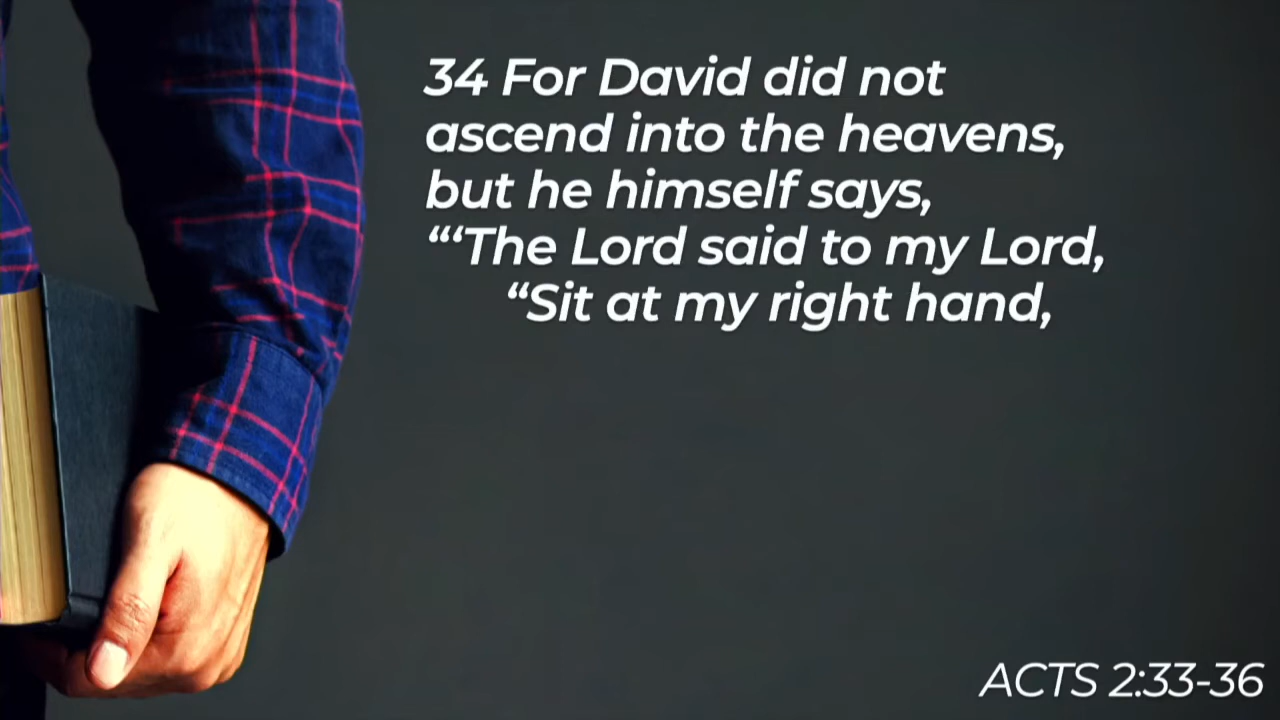 34 For David did not
ascend into the heavens,
but he himself says,
“‘The Lord said to my Lord,
“Sit at my right hand,
ACTS 2:33-36